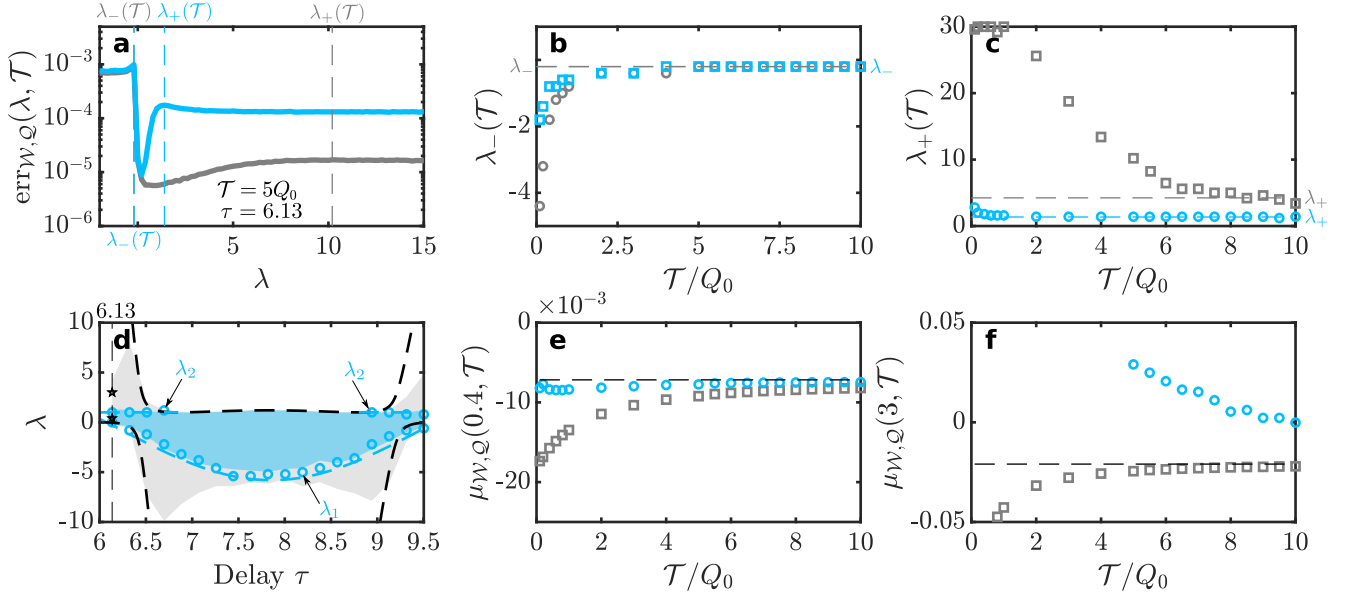 λ₋(𝒯) λ₊(𝒯) λ₊(𝒯)
a
10⁻³
10⁻⁴
10⁻⁵
10⁻⁶
err𝒲,𝒬(λ, 𝒯)
𝒯 = 5Q₀
τ = 6.13
λ₋(𝒯) 5 10 15
λ
b
λ₋ λ₋
-2
-4
λ₋(𝒯)
0 2.5 5 7.5 10
𝒯/Q₀
c
30
20
10
0
λ₊(𝒯)
λ₊
λ₊
0 2 4 6 8 10
𝒯/Q₀
6.13
d
10
5
0
-5
-10
λ
λ₂ λ₂
λ₁
6 6.5 7 7.5 8 8.5 9 9.5
Delay τ
×10⁻³
e
0
-10
-20
μ𝒲,𝒬(0.4, 𝒯)
0 2 4 6 8 10
𝒯/Q₀
f
0.05
0
-0.05
μ𝒲,𝒬(3, 𝒯)
0 2 4 6 8 10
𝒯/Q₀